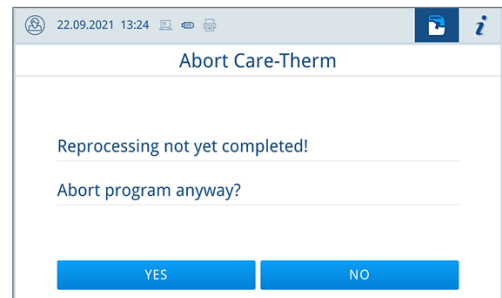 22.09.2021 13:24
i
Abort Care-Therm
Reprocessing not yet completed!
Abort program anyway?
YES
NO